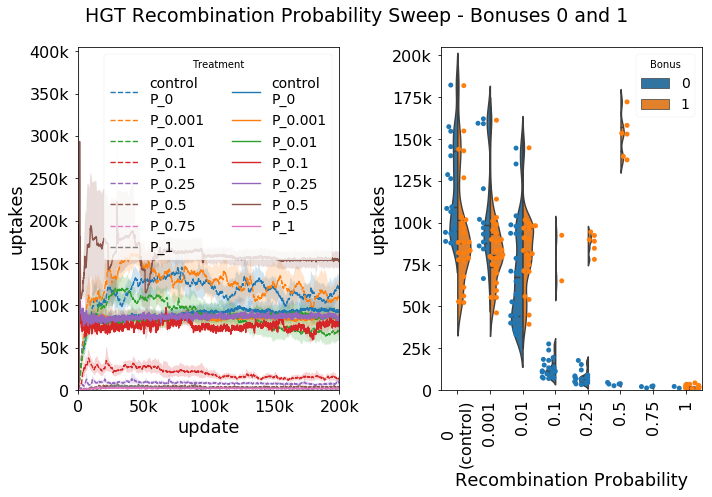 HGT Recombination Probability Sweep - Bonuses 0 and 1
400k
350k
300k
250k
200k
150k
100k
50k
0
uptakes
0
50k
100k
150k
200k
update
Treatment
control
P_0
P_0.001
P_0.01
P_0.1
P_0.25
P_0.5
P_0.75
P_1
control
P_0
P_0.001
P_0.01
P_0.1
P_0.25
P_0.5
P_1
200k
175k
150k
125k
100k
75k
50k
25k
0
uptakes
Bonus
0
1
0
(control)
0.001
0.01
0.1
0.25
0.5
0.75
1
Recombination Probability